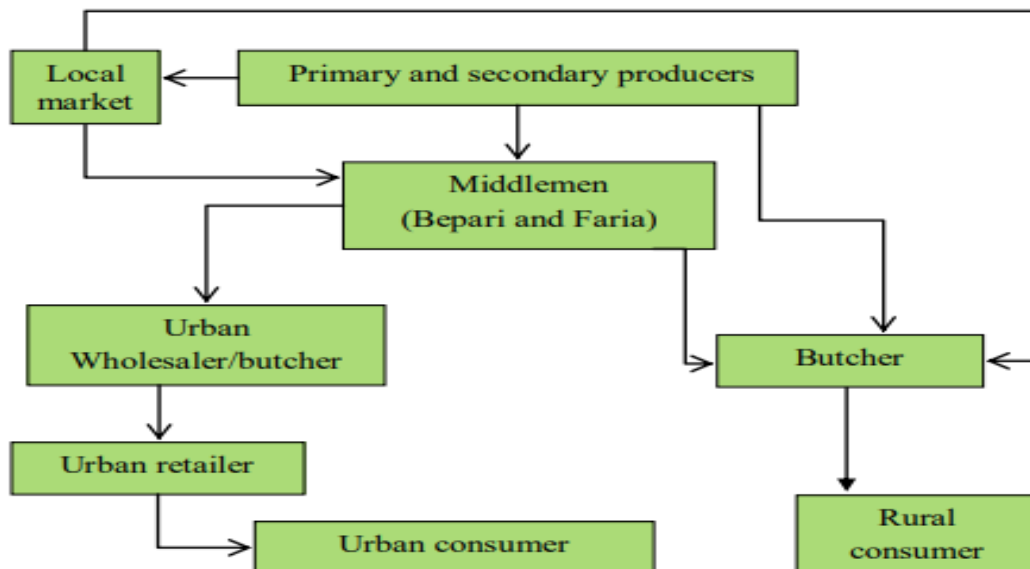 Local
market
Primary and secondary producers
Middlemen
(Bepari and Faria)
Urban
Wholesaler/butcher
Butcher
Urban retailer
Urban consumer
Rural
consumer